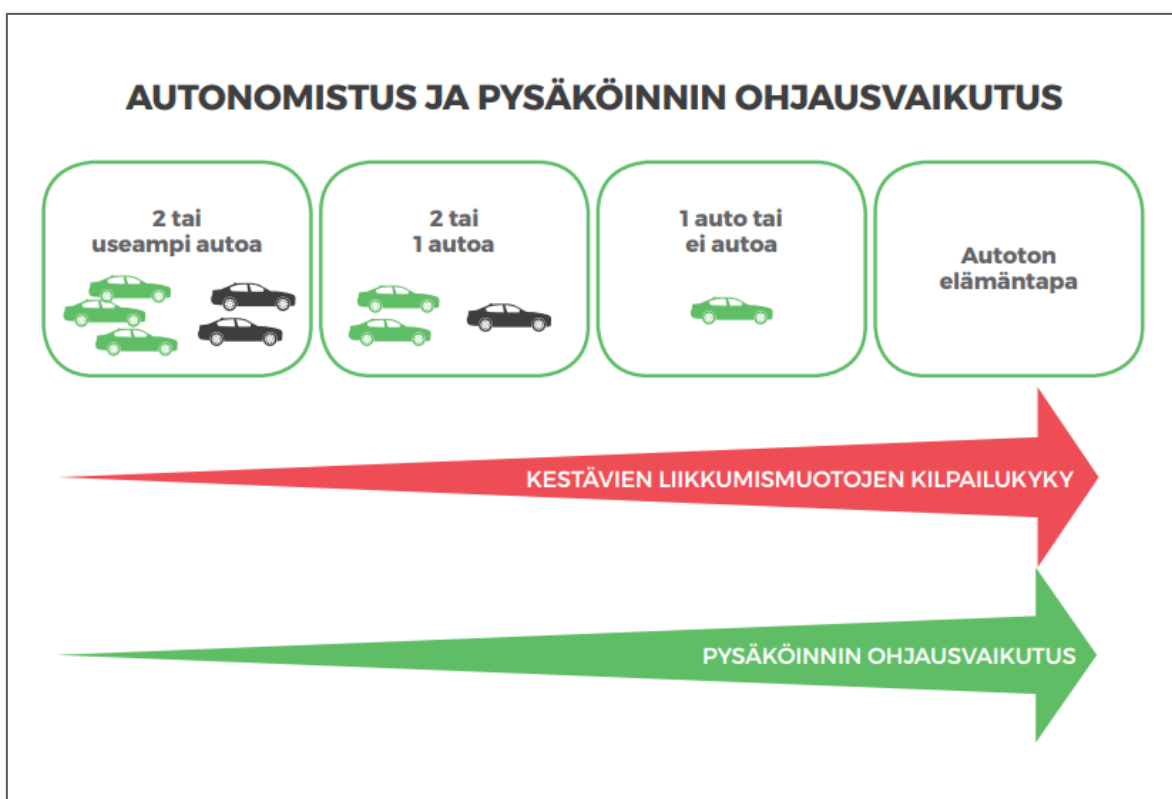 AUTONOMISTUS JA PYSÄKÖINNIN OHJAUSVAIKUTUS
2 tai
useampi autoa
2 tai
1 autoa
1 auto tai
ei autoa
Autoton
elämäntapa
KESTÄVIEN LIIKKUMISMUOTOJEN KILPAILUKYKY
PYSÄKÖINNIN OHJAUSVAIKUTUS